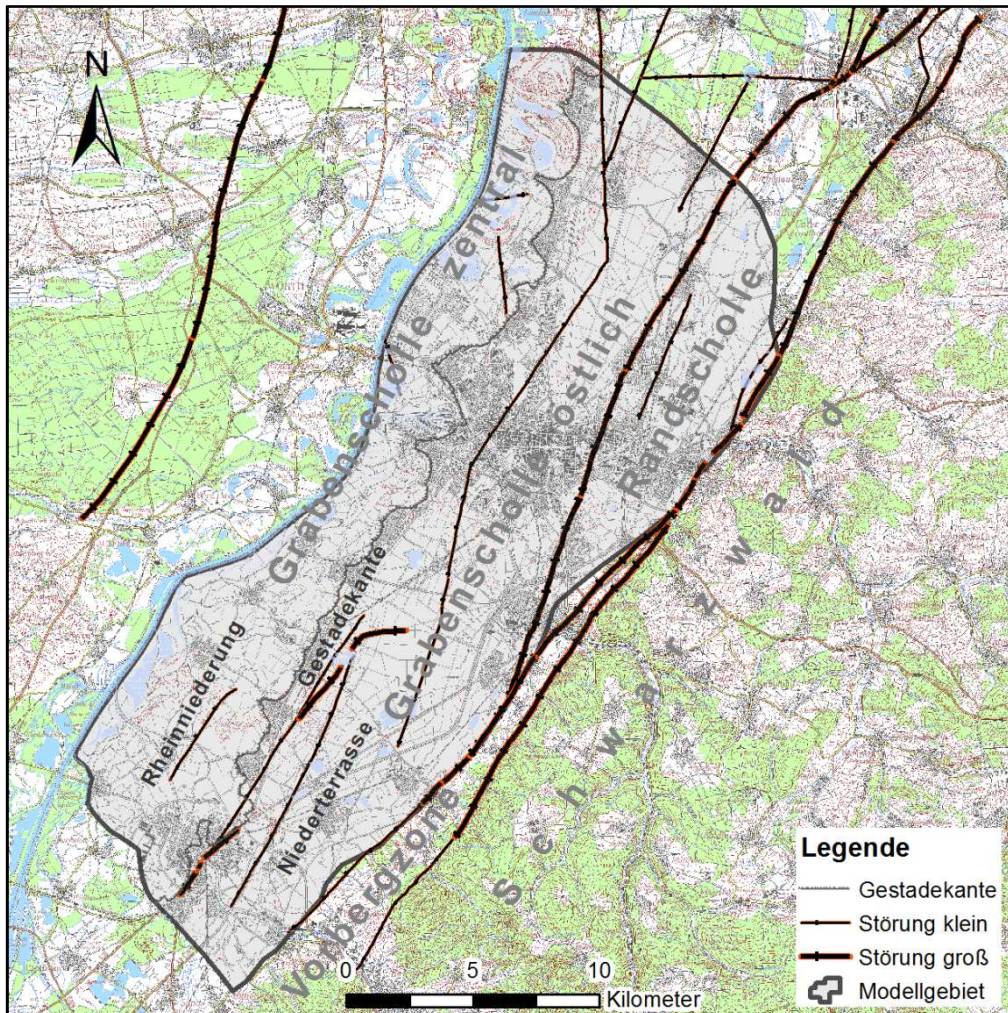 N
Grabenscholle zentral
Grabenscholle östlich
Randscholle
Schwarzwald
Gestadekante
Rheinniederung
Niederterrasse
Vorbergzone
Legende
Gestadekante
Störung klein
Störung groß
Modellgebiet
0 5 10
Kilometer